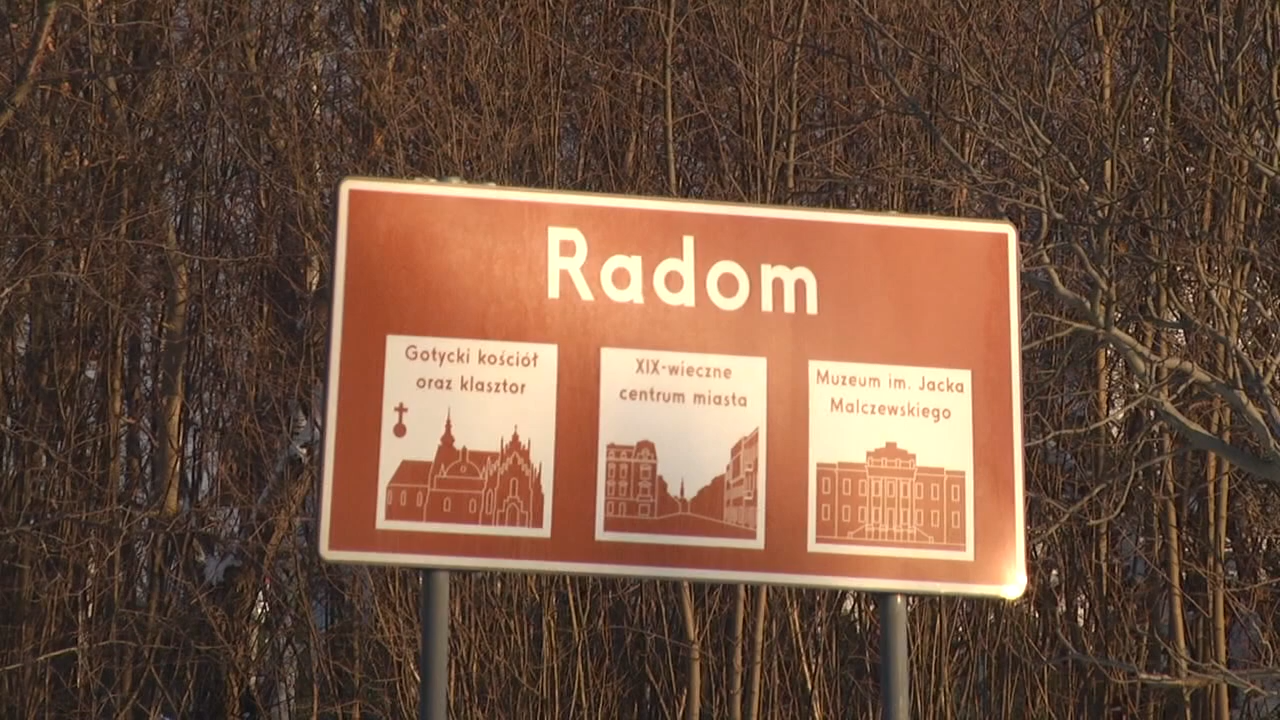 Radom
Gotycki kościół
oraz klasztor
XIX-wieczne
centrum miasta
Muzeum im. Jacka
Malczewskiego